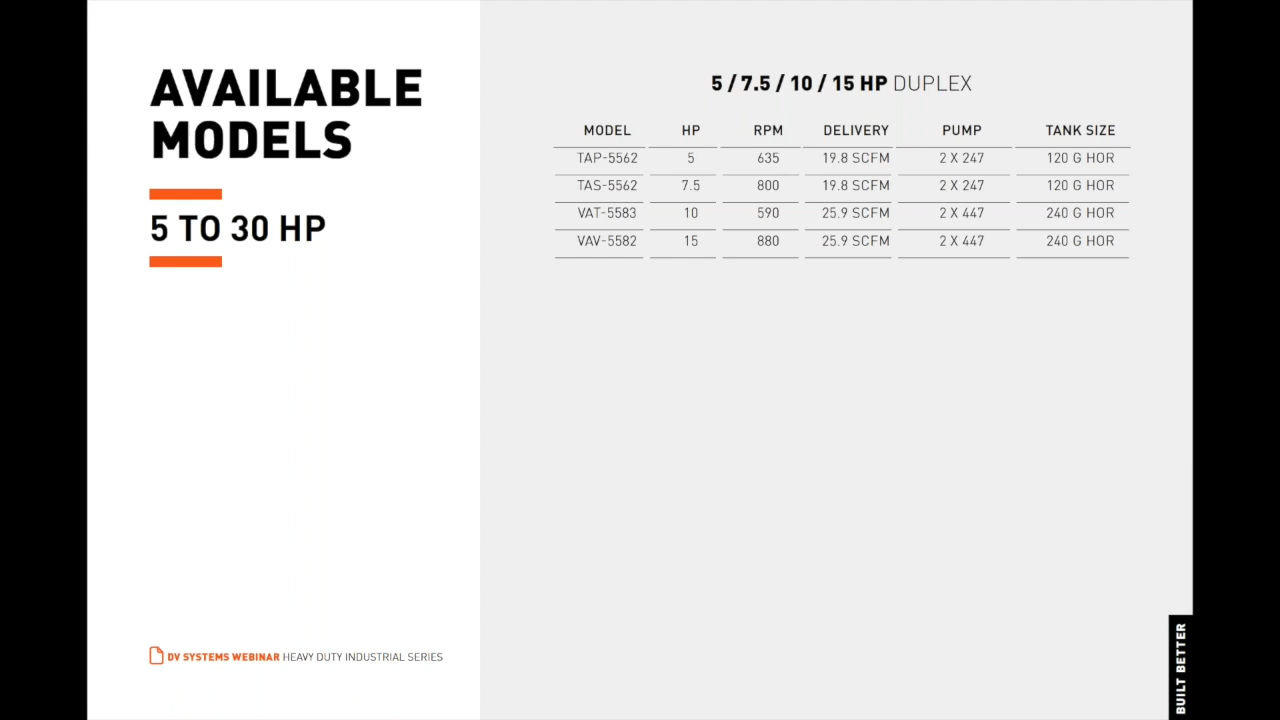 AVAILABLE
MODELS
5 TO 30 HP
5 / 7.5 / 10 / 15 HP DUPLEX
MODEL HP RPM DELIVERY PUMP TANK SIZE
TAP-5562 5 635 19.8 SCFM 2 X 247 120 G HOR
TAS-5562 7.5 800 19.8 SCFM 2 X 247 120 G HOR
VAT-5583 10 590 25.9 SCFM 2 X 447 240 G HOR
VAV-5582 15 880 25.9 SCFM 2 X 447 240 G HOR
DV SYSTEMS WEBINAR HEAVY DUTY INDUSTRIAL SERIES
BUILT BETTER